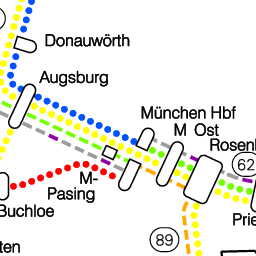 Donauwörth
Augsburg
München Hbf
M Ost
Rosenh
62
M-
Pasing
Buchloe
Prie
89
ten